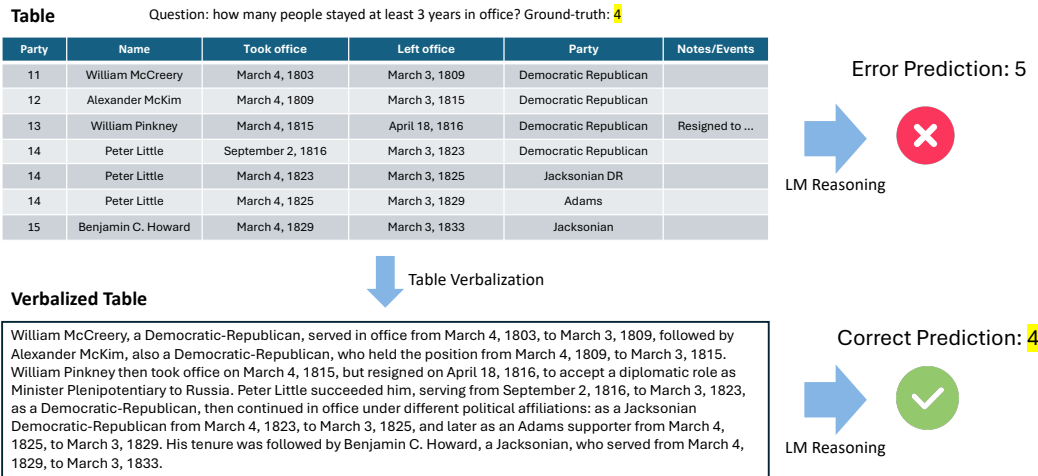 Table
Question: how many people stayed at least 3 years in office? Ground-truth: 4
Party Name Took office Left office Party Notes/Events
11 William McCreery March 4, 1803 March 3, 1809 Democratic Republican
12 Alexander McKim March 4, 1809 March 3, 1815 Democratic Republican
13 William Pinkney March 4, 1815 April 18, 1816 Democratic Republican Resigned to ...
14 Peter Little September 2, 1816 March 3, 1823 Democratic Republican
14 Peter Little March 4, 1823 March 3, 1825 Jacksonian DR
14 Peter Little March 4, 1825 March 3, 1829 Adams
15 Benjamin C. Howard March 4, 1829 March 3, 1833 Jacksonian
Error Prediction: 5
LM Reasoning
Table Verbalization
Verbalized Table
William McCreery, a Democratic-Republican, served in office from March 4, 1803, to March 3, 1809, followed by
Alexander McKim, also a Democratic-Republican, who held the position from March 4, 1809, to March 3, 1815.
William Pinkney then took office on March 4, 1815, but resigned on April 18, 1816, to accept a diplomatic role as
Minister Plenipotentiary to Russia. Peter Little succeeded him, serving from September 2, 1816, to March 3, 1823,
as a Democratic-Republican, then continued in office under different political affiliations: as a Jacksonian
Democratic-Republican from March 4, 1823, to March 3, 1825, and later as an Adams supporter from March 4,
1825, to March 3, 1829. His tenure was followed by Benjamin C. Howard, a Jacksonian, who served from March 4,
1829, to March 3, 1833.
Correct Prediction: 4
LM Reasoning